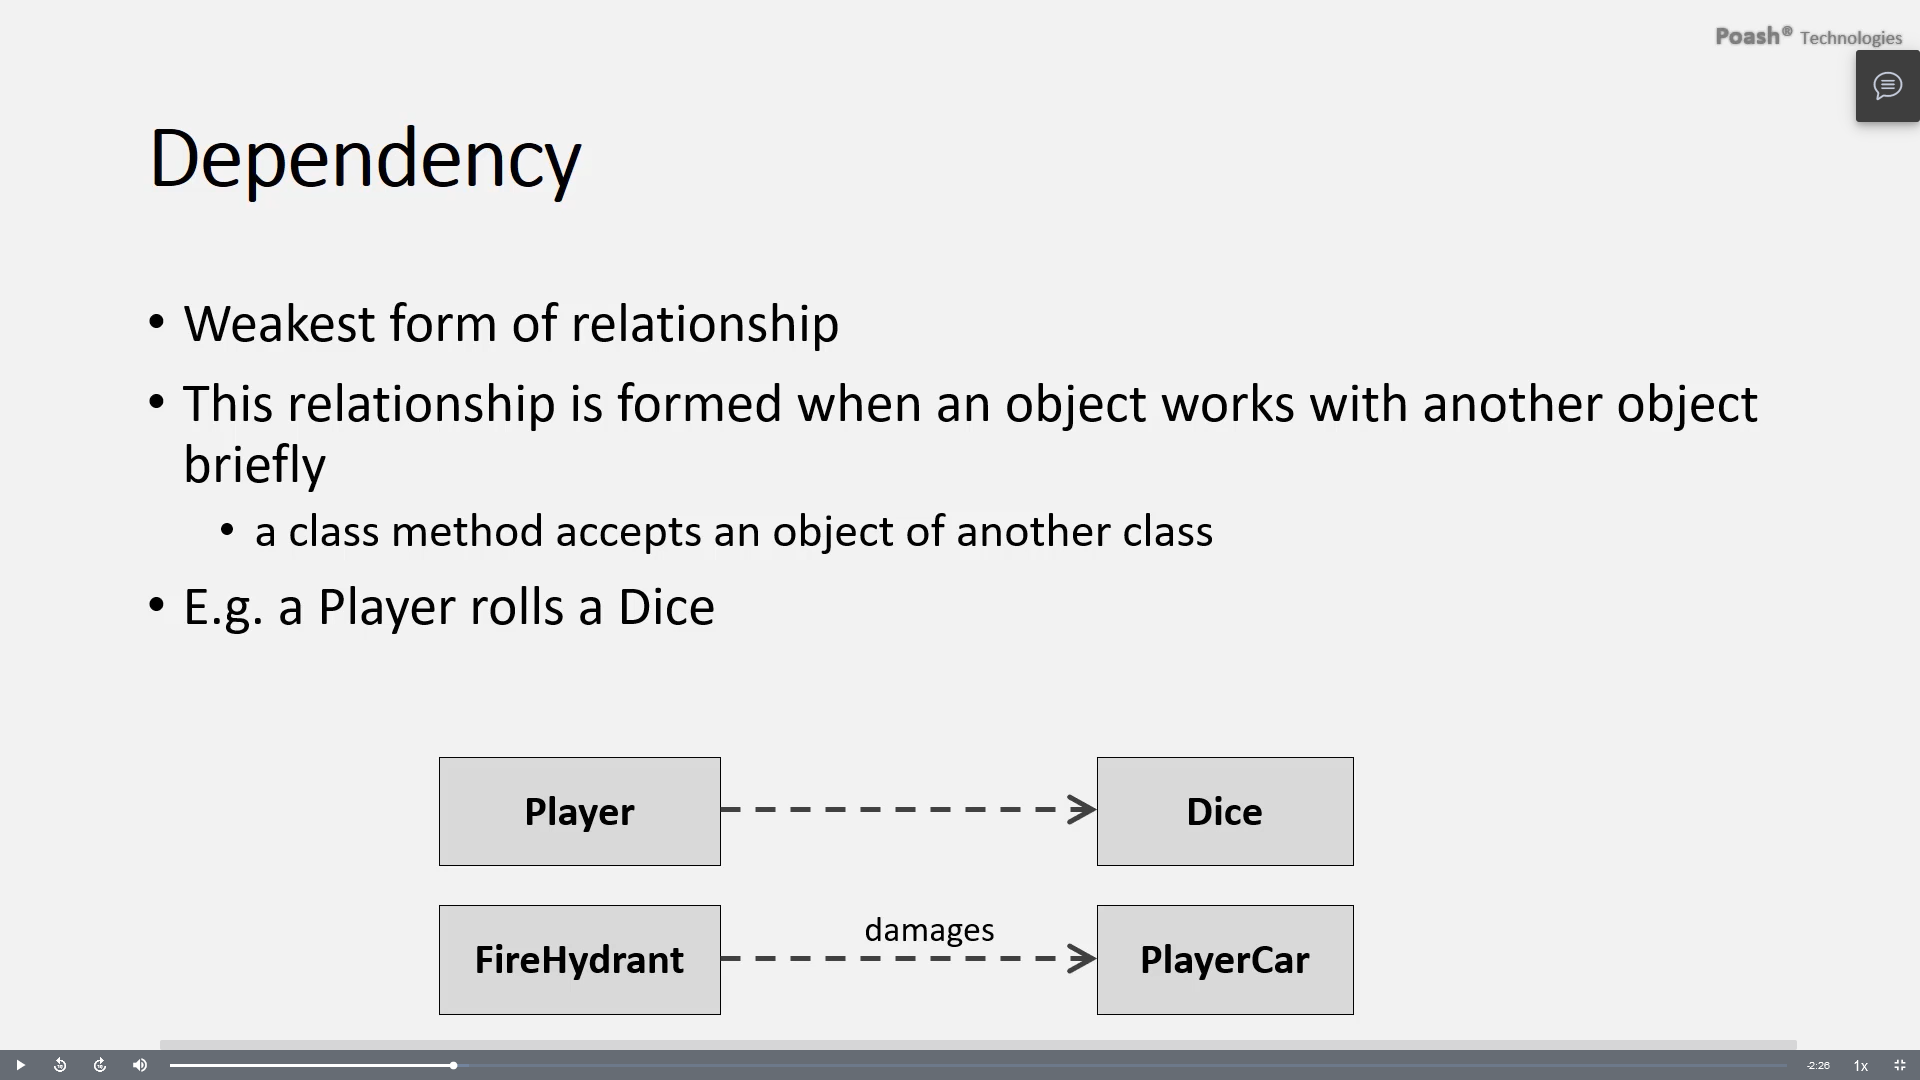 Poash® Technologies
Dependency
• Weakest form of relationship
• This relationship is formed when an object works with another object
briefly
• a class method accepts an object of another class
• E.g. a Player rolls a Dice
Player
Dice
damages
FireHydrant
PlayerCar
-2:26
1x